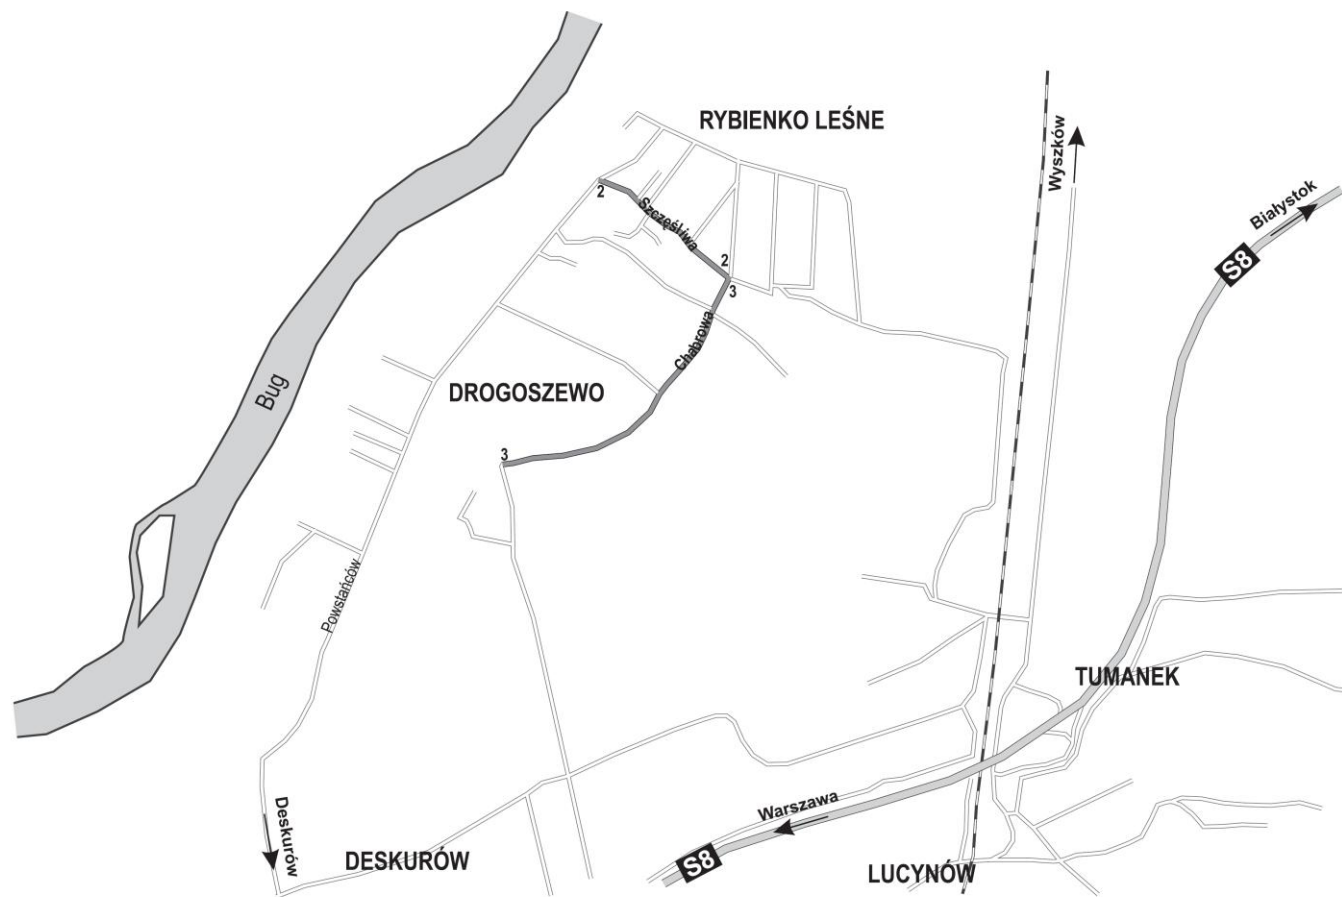 RYBIENKO LEŚNE
Wyszków
Białystok
S8
2
Szczęśliwa
2
3
Chabrowa
Bug
DROGOSZEWO
3
Powstańców
TUMANEK
Warszawa
Deskurów
DESKURÓW
S8
LUCYNÓW